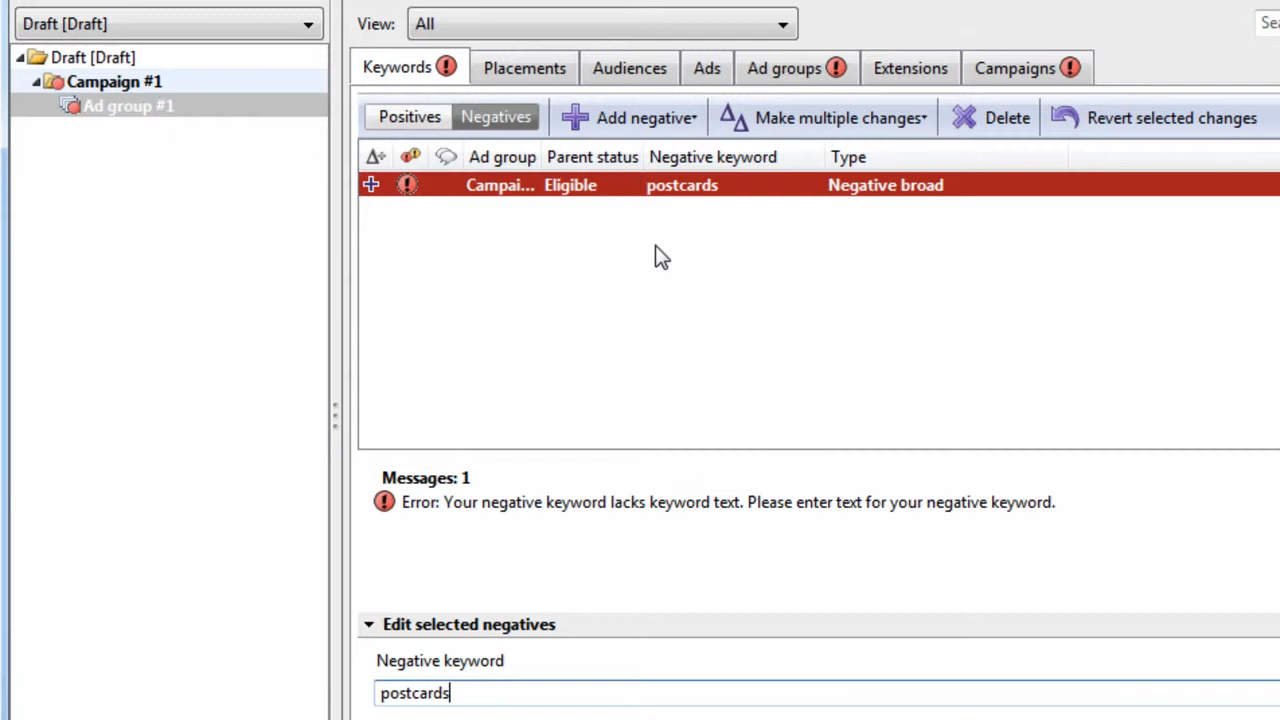 Draft [Draft]
View: All
Sea
Draft [Draft]
Campaign #1
Ad group #1
Keywords Placements Audiences Ads Ad groups Extensions Campaigns
Positives Negatives Add negative Make multiple changes Delete Revert selected changes
Ad group Parent status Negative keyword Type
Campai... Eligible postcards Negative broad
Messages: 1
Error: Your negative keyword lacks keyword text. Please enter text for your negative keyword.
Edit selected negatives
Negative keyword
postcards